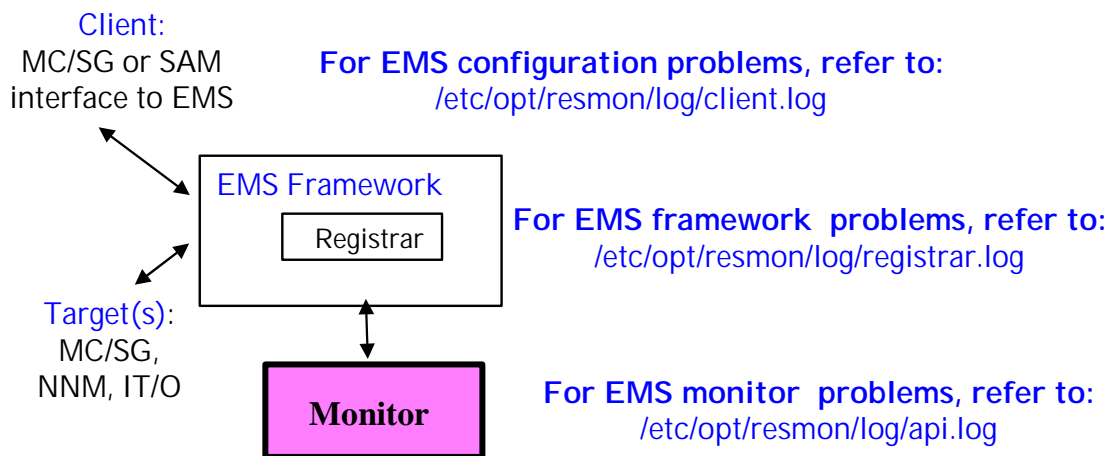 Client:
MC/SG or SAM
interface to EMS
For EMS configuration problems, refer to:
/etc/opt/resmon/log/client.log
EMS Framework
Registrar
For EMS framework  problems, refer to:
/etc/opt/resmon/log/registrar.log
Target(s):
MC/SG,
NNM, IT/O
Monitor
For EMS monitor  problems, refer to:
/etc/opt/resmon/log/api.log